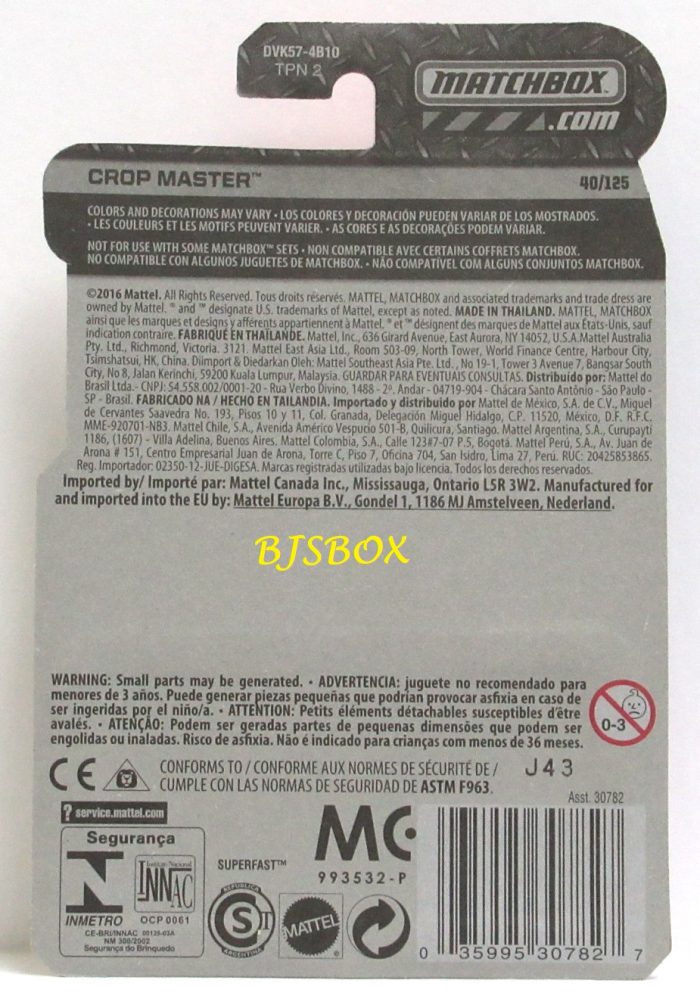 DVK57-4B10
TPN 2
MATCHBOX
.com
CROP MASTER™ 40/125
COLORS AND DECORATIONS MAY VARY • LOS COLORES Y DECORACIÓN PUEDEN VARIAR DE LOS MOSTRADOS.
• LES COULEURS ET LES MOTIFS PEUVENT VARIER. • AS CORES E AS DECORAÇÕES PODEM VARIAR.
NOT FOR USE WITH SOME MATCHBOX™ SETS • NON COMPATIBLE AVEC CERTAINS COFFRETS MATCHBOX.
NO COMPATIBLE CON ALGUNOS JUGUETES DE MATCHBOX. • NÃO COMPATÍVEL COM ALGUNS CONJUNTOS MATCHBOX.
©2016 Mattel. All Rights Reserved. Tous droits réservés. MATTEL, MATCHBOX and associated trademarks and trade dress are
owned by Mattel. ® and ™ designate U.S. trademarks of Mattel, except as noted. MADE IN THAILAND. MATTEL, MATCHBOX
ainsi que les marques et designs y afférents appartiennent à Mattel. ® et ™ désignent des marques de Mattel aux États-Unis, sauf
indication contraire. FABRIQUÉ EN THAÏLANDE. Mattel, Inc., 636 Girard Avenue, East Aurora, NY 14052, U.S.A. Mattel Australia
Pty. Ltd., Richmond, Victoria. 3121. Mattel East Asia Ltd., Room 503-09, North Tower, World Finance Centre, Harbour City,
Tsimshatsui, HK, China. Diimport & Diedarkan Oleh: Mattel Southeast Asia Pte. Ltd., No 19-1, Tower 3 Avenue 7, Bangsar South
City, No 8, Jalan Kerinchi, 59200 Kuala Lumpur, Malaysia. GUARDAR PARA EVENTUAIS CONSULTAS. Distribuido por: Mattel do
Brasil Ltda.- CNPJ: 54.558.002/0001-20 - Rua Verbo Divino, 1488 - 2º. Andar - 04719-904 - Chácara Santo Antônio - São Paulo -
SP - Brasil. FABRICADO NA / HECHO EN TAILANDIA. Importado y distribuido por Mattel de México, S.A. de C.V., Miguel
de Cervantes Saavedra No. 193, Pisos 10 y 11, Col. Granada, Delegación Miguel Hidalgo, C.P. 11520, México, D.F. R.F.C.
MME-920701-NB3. Mattel Chile, S.A., Avenida Américo Vespucio 501-B, Quilicura, Santiago. Mattel Argentina, S.A., Curupaytí
1186, (1607) - Villa Adelina, Buenos Aires. Mattel Colombia, S.A., Calle 123#7-07 P.5, Bogotá. Mattel Perú, S.A., Av. Juan de
Arona # 151, Centro Empresarial Juan de Arona, Torre C, Piso 7, Oficina 704, San Isidro, Lima 27, Perú. RUC: 20425853865.
Reg. Importador: 02350-12-JUE-DIGESA. Marcas registradas utilizadas bajo licencia. Todos los derechos reservados.
Imported by/ Importé par: Mattel Canada Inc., Mississauga, Ontario L5R 3W2. Manufactured for
and imported into the EU by: Mattel Europa B.V., Gondel 1, 1186 MJ Amstelveen, Nederland.
BJSBOX
WARNING: Small parts may be generated. • ADVERTENCIA: juguete no recomendado para
menores de 3 años. Puede generar piezas pequeñas que podrían provocar asfixia en caso de
ser ingeridas por el niño/a. • ATTENTION: Petits éléments détachables susceptibles d'être
avalés. • ATENÇÃO: Podem ser geradas partes de pequenas dimensões que podem ser
engolidas ou inaladas. Risco de asfixia. Não é indicado para crianças com menos de 36 meses.
0-3
CE
CONFORMS TO / CONFORME AUX NORMES DE SÉCURITÉ DE /
CUMPLE CON LAS NORMAS DE SEGURIDAD DE ASTM F963.
J43
Asst. 30782
? service.mattel.com
Segurança
INMETRO
Instituto Nacional
INNAC
OCP 0061
CE-BRI/INNAC 00125-03A
NM 300/2002
Segurança do Brinquedo
SUPERFAST™
MC
993532-P
REPUBLICA
S
ARGENTINA
MATTEL
0 35995 30782 7